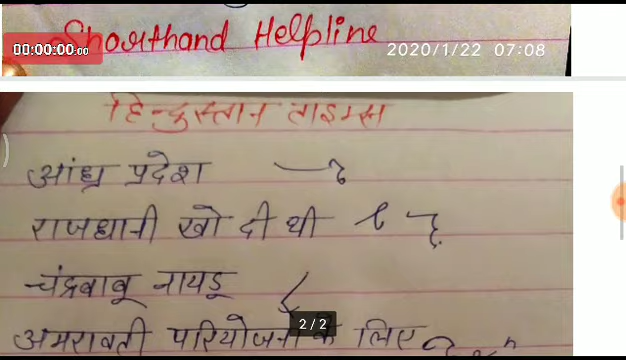 Shorthand Helpline
00:00:00:00
2020/1/22 07:08
हिन्दुस्तान टाइम्स
आंध्र प्रदेश
राजधानी खो दी थी
चंद्रबाबू नायडू
2/2
अमरावती परियोजना के लिए